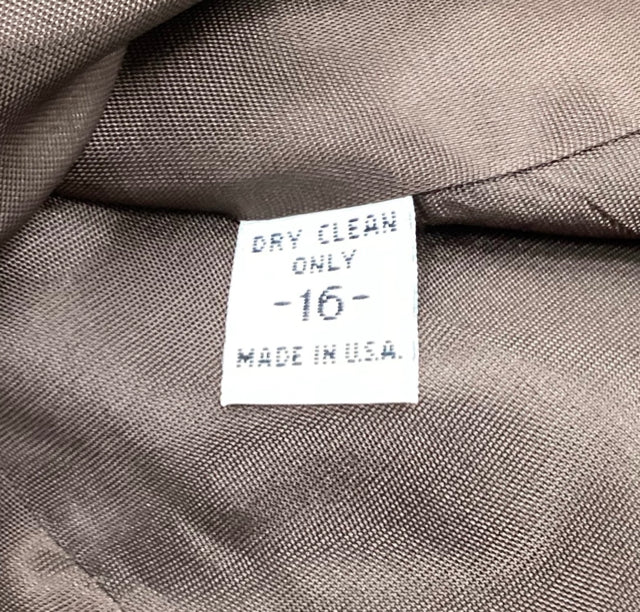 DRY CLEAN
ONLY
-16-
MADE IN U.S.A.